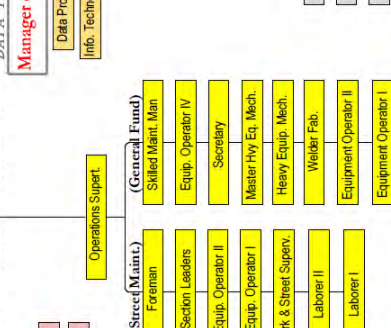 Manager
Data Pro
Info. Techn
Operations Supert.
Street Maint.)
Foreman
Section Leaders
Equip. Operator II
Equip. Operator I
rk & Street Superv.
Laborer II
Laborer I
(General Fund)
Skilled Maint. Man
Equip. Operator IV
Secretary
Master Hvy Eq. Mech.
Heavy Equip. Mech.
Welder Fab.
Equipment Operator II
Equipment Operator I